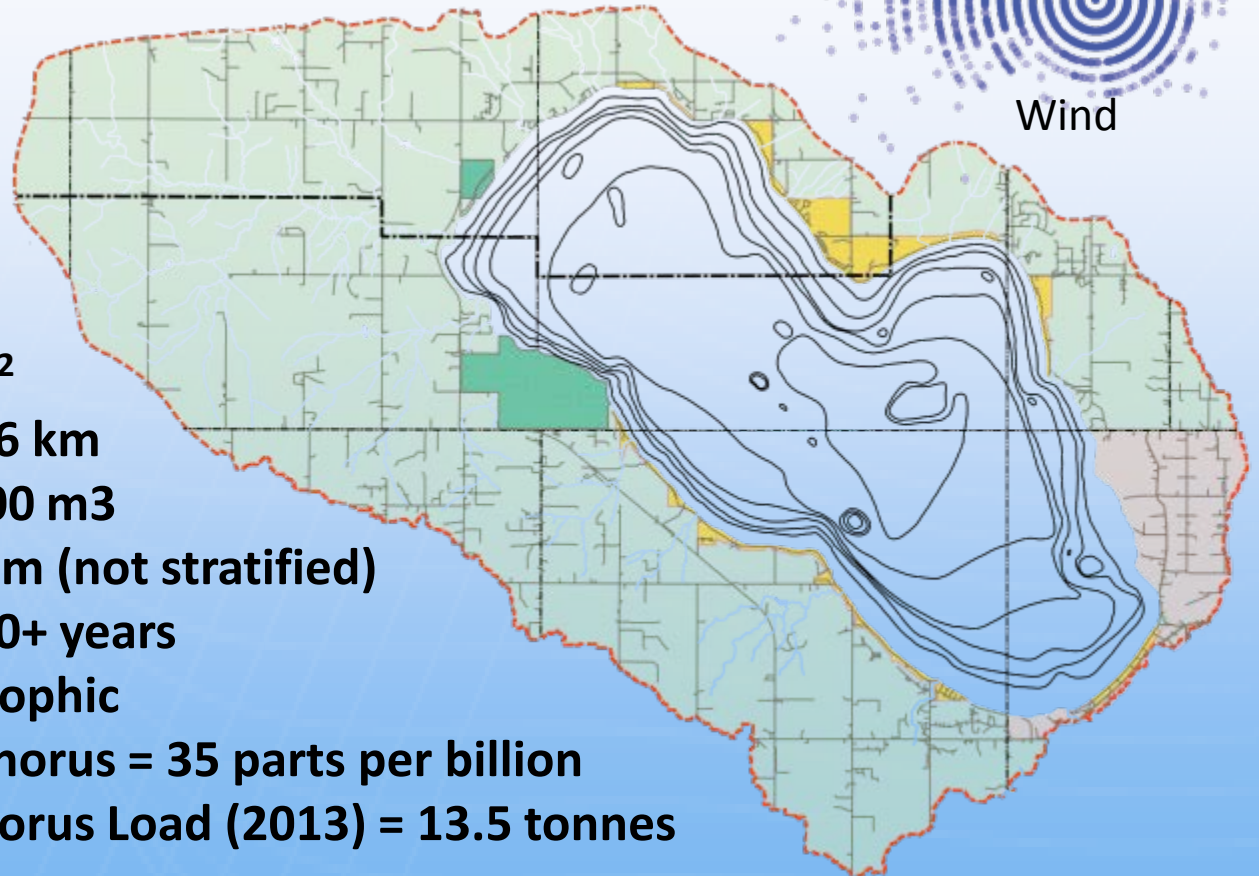 Wind
2
6 km
00 m3
m (not stratified)
0+ years
ophic
horus = 35 parts per billion
orus Load (2013) = 13.5 tonnes